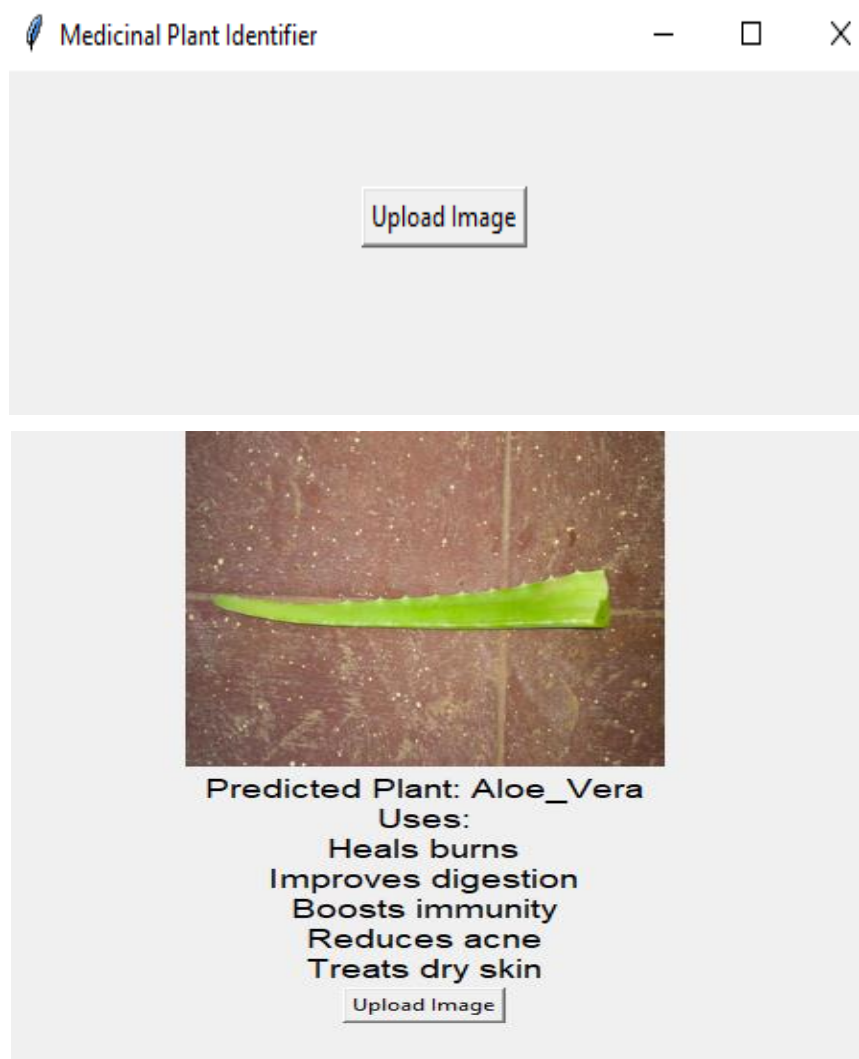 Medicinal Plant Identifier
Upload Image
Predicted Plant: Aloe_Vera
Uses:
Heals burns
Improves digestion
Boosts immunity
Reduces acne
Treats dry skin
Upload Image